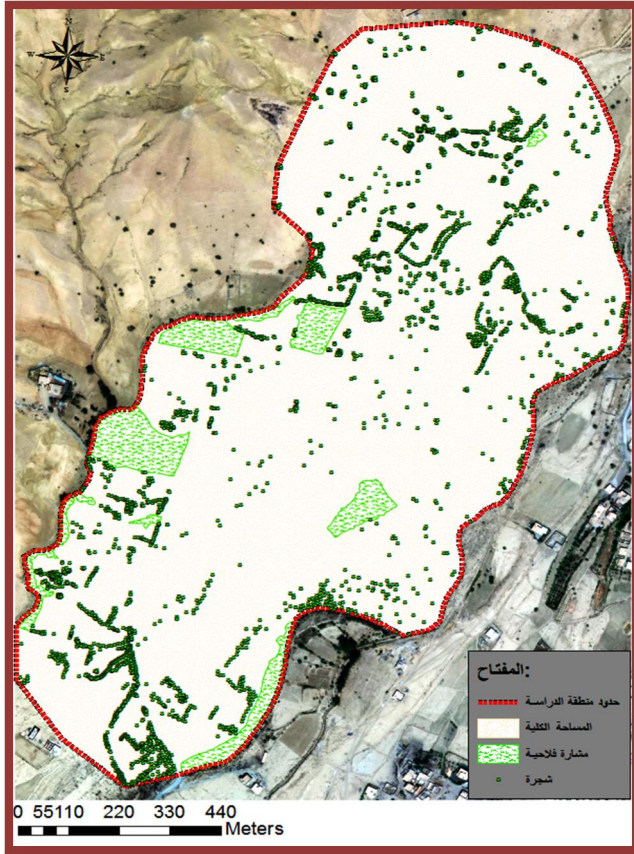 N
W E
S
المفتاح:
حدود منطقة الدراسة
المساحة الكلية
مشارة فلاحية
شجرة
0 55110 220 330 440
Meters